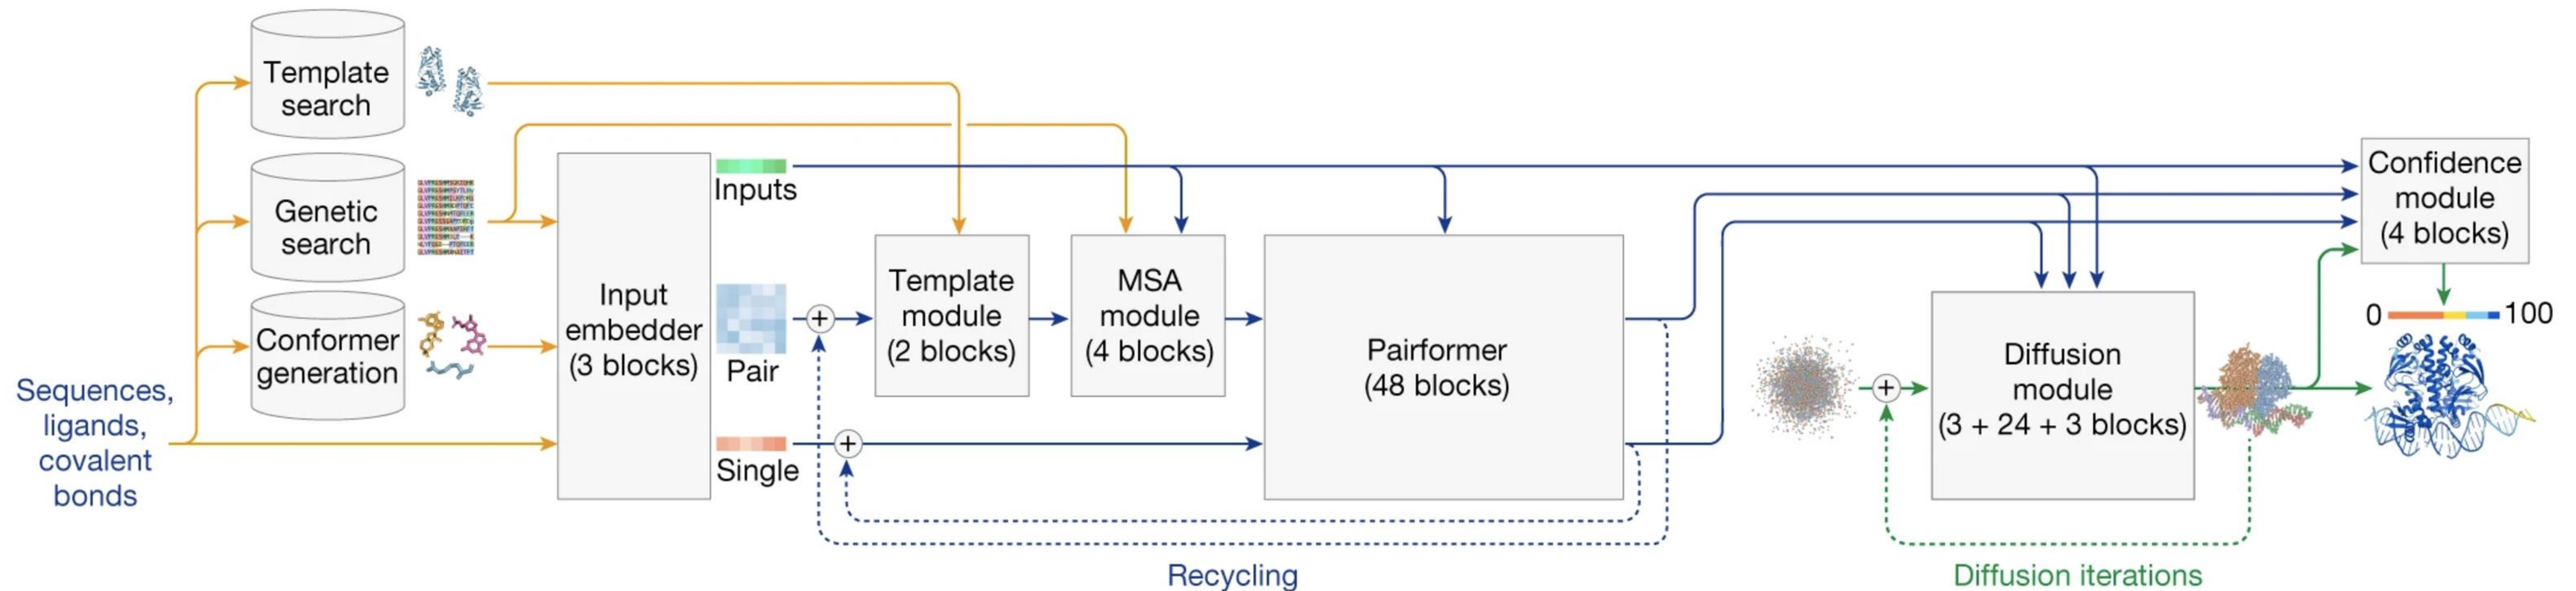 Template
search
Genetic
search
Conformer
generation
Sequences,
ligands,
covalent
bonds
Input
embedder
(3 blocks)
Inputs
Pair
Single
Template
module
(2 blocks)
MSA
module
(4 blocks)
Pairformer
(48 blocks)
Recycling
Diffusion
module
(3 + 24 + 3 blocks)
Diffusion iterations
Confidence
module
(4 blocks)
0 100